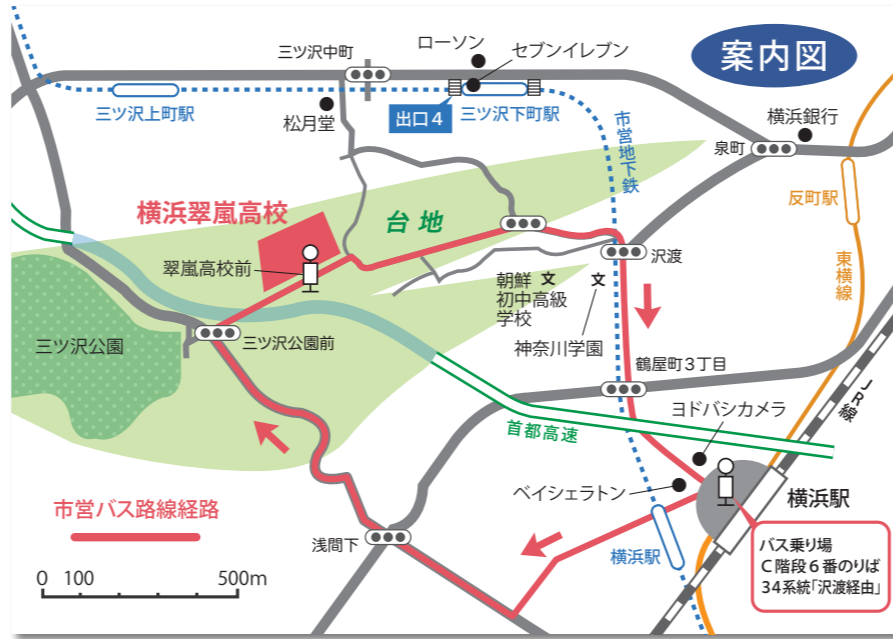 案内図
ローソン
セブンイレブン
三ツ沢中町
三ツ沢上町駅
松月堂
出口4
三ツ沢下町駅
市営地下鉄
横浜銀行
泉町
反町駅
東横線
横浜翠嵐高校
台地
翠嵐高校前
沢渡
朝鮮
初中高級
学校
文
文
神奈川学園
三ツ沢公園
三ツ沢公園前
鶴屋町3丁目
JR線
ヨドバシカメラ
首都高速
ベイシェラトン
横浜駅
市営バス路線経路
浅間下
横浜駅
バス乗り場
C階段6番のりば
34系統「沢渡経由」
0 100 500m